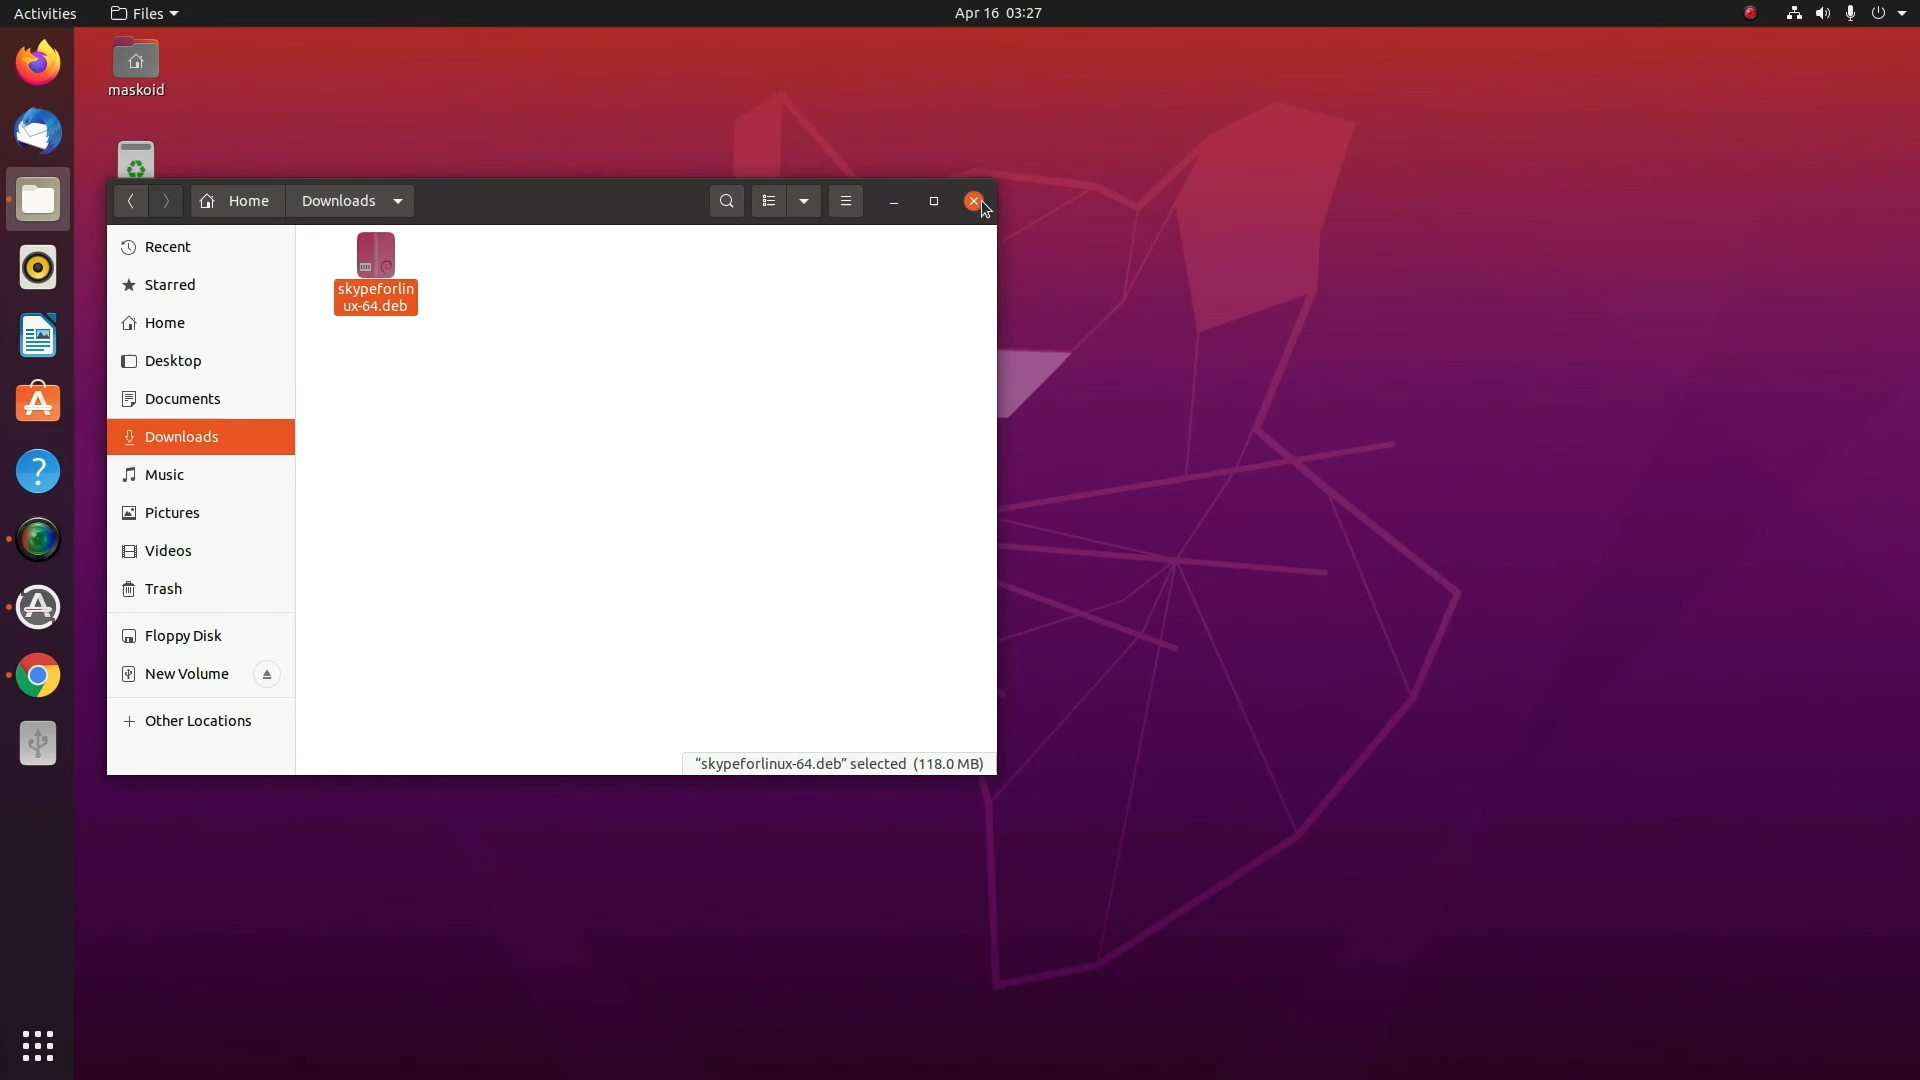 Activities
Files
Apr 16 03:27
maskoid
Home
Downloads
Recent
Starred
Home
Desktop
Documents
Downloads
Music
Pictures
Videos
Trash
Floppy Disk
New Volume
Other Locations
skypeforlin
ux-64.deb
“skypeforlinux-64.deb” selected (118.0 MB)